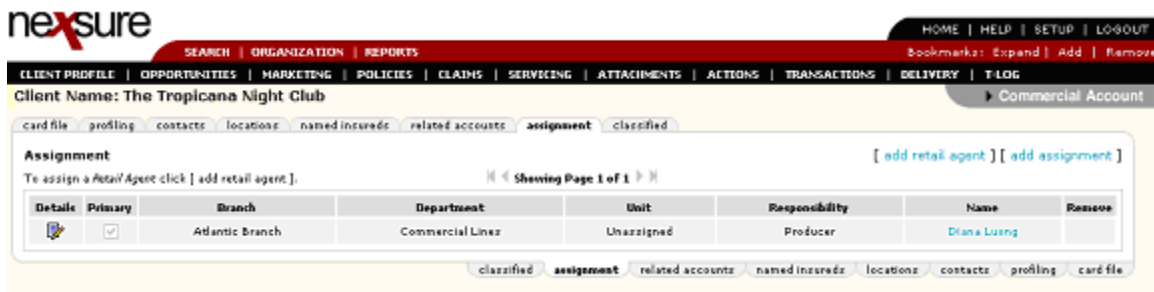 nexsure
HOME | HELP | SETUP | LOGOUT
SEARCH | ORGANIZATION | REPORTS
Bookmarks: Expand | Add | Remove
CLIENT PROFILE | OPPORTUNITIES | MARKETING | POLICIES | CLAIMS | SERVICING | ATTACHMENTS | ACTIONS | TRANSACTIONS | DELIVERY | T-LOG
Client Name: The Tropicana Night Club
Commercial Account
card file profiling contacts locations named insureds related accounts assignment classified
Assignment
[ add retail agent ] [ add assignment ]
To assign a Retail Agent click [ add retail agent ].
Showing Page 1 of 1
Details Primary Branch Department Unit Responsibility Name Remove
Atlantic Branch Commercial Lines Unassigned Producer Diana Luong
classified assignment related accounts named insureds locations contacts profiling card file